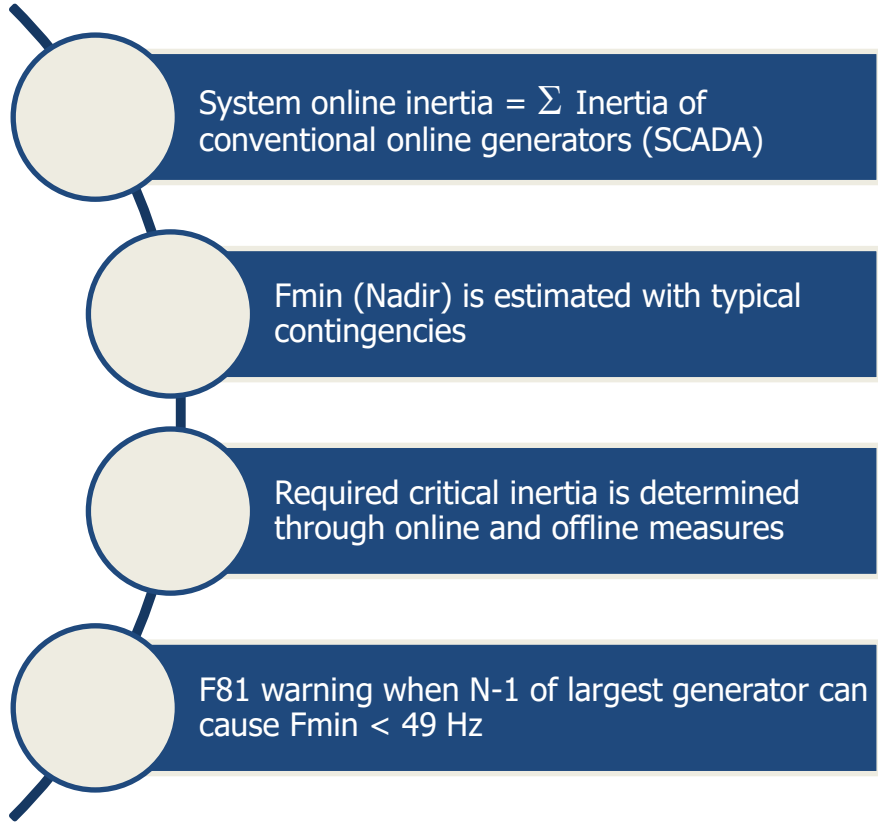 System online inertia = Σ Inertia of
conventional online generators (SCADA)
Fmin (Nadir) is estimated with typical
contingencies
Required critical inertia is determined
through online and offline measures
F81 warning when N-1 of largest generator can
cause Fmin < 49 Hz